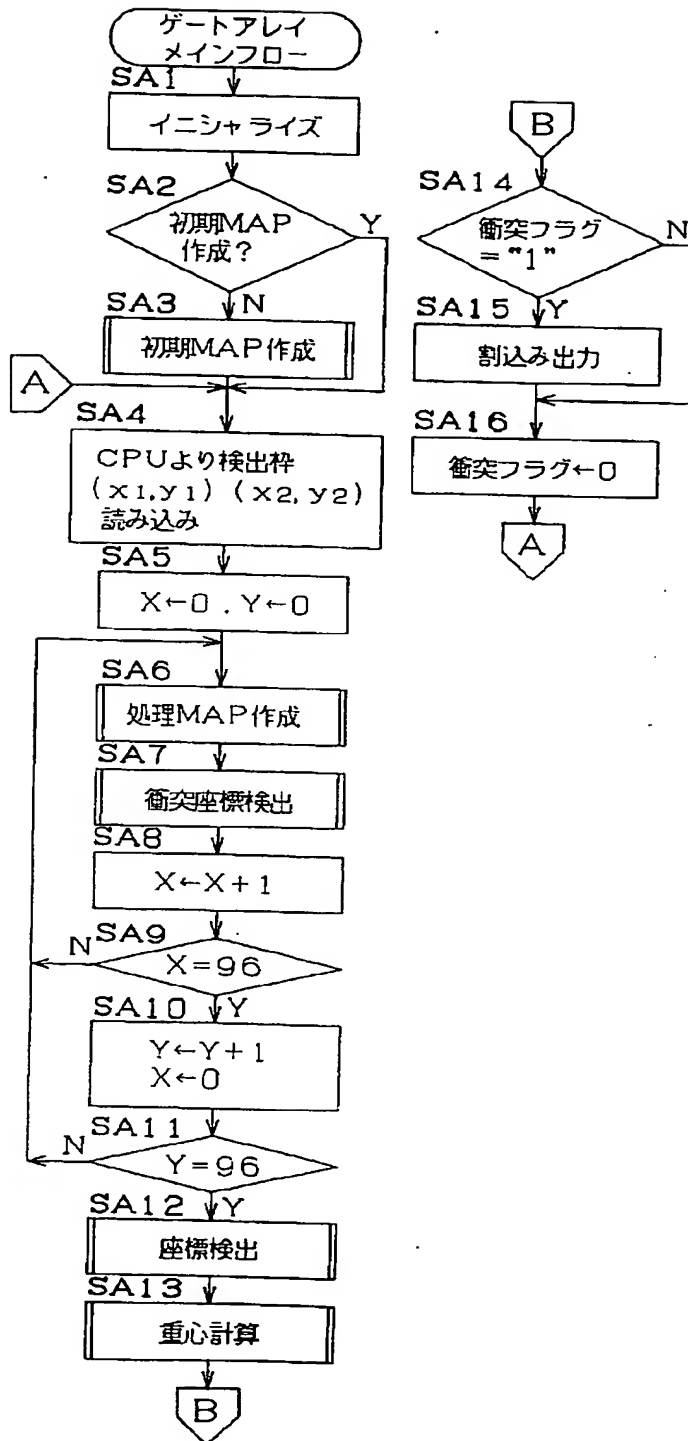 ゲートアレイ
メインフロー
SA1
イニシャライズ
SA2
初期MAP
作成?
Y
N
SA3
初期MAP作成
A
SA4
CPUより検出枠
(x1,y1) (x2,y2)
読み込み
SA5
X←0 . Y←0
SA6
処理MAP作成
SA7
衝突座標検出
SA8
X←X+1
SA9
N
X=96
Y
SA10
Y←Y+1
X←0
SA11
N
Y=96
Y
SA12
座標検出
SA13
重心計算
B
B
SA14
衝突フラグ
="1"
N
Y
SA15
割込み出力
SA16
衝突フラグ←0
A